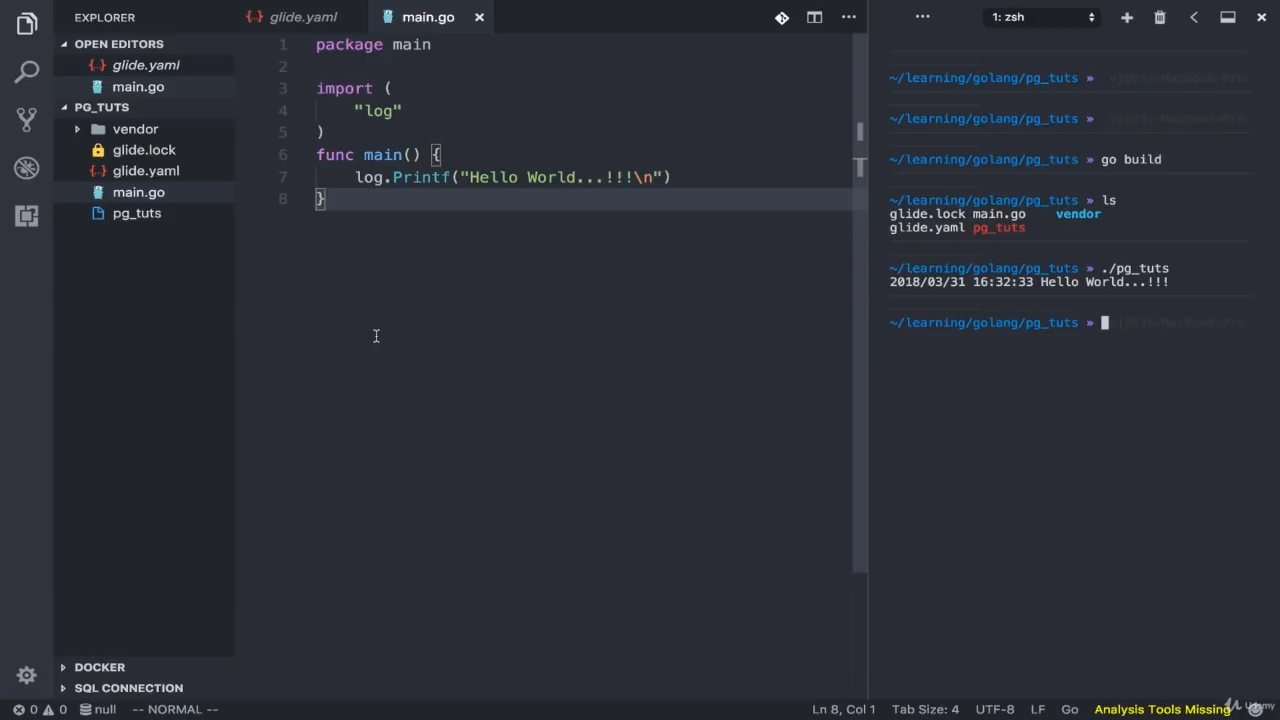 EXPLORER
OPEN EDITORS
glide.yaml
main.go
PG_TUTS
vendor
glide.lock
glide.yaml
main.go
pg_tuts
DOCKER
SQL CONNECTION
glide.yaml
main.go
1 package main
2
3 import (
4 "log"
5 )
6 func main() {
7 log.Printf("Hello World...!!!\n")
8 }
1: zsh
~/learning/golang/pg_tuts »
~/learning/golang/pg_tuts »
~/learning/golang/pg_tuts » go build
~/learning/golang/pg_tuts » ls
glide.lock main.go vendor
glide.yaml pg_tuts
~/learning/golang/pg_tuts » ./pg_tuts
2018/03/31 16:32:33 Hello World...!!!
~/learning/golang/pg_tuts »
0 0 null -- NORMAL -- Ln 8, Col 1 Tab Size: 4 UTF-8 LF Go Analysis Tools Missing
Udemy